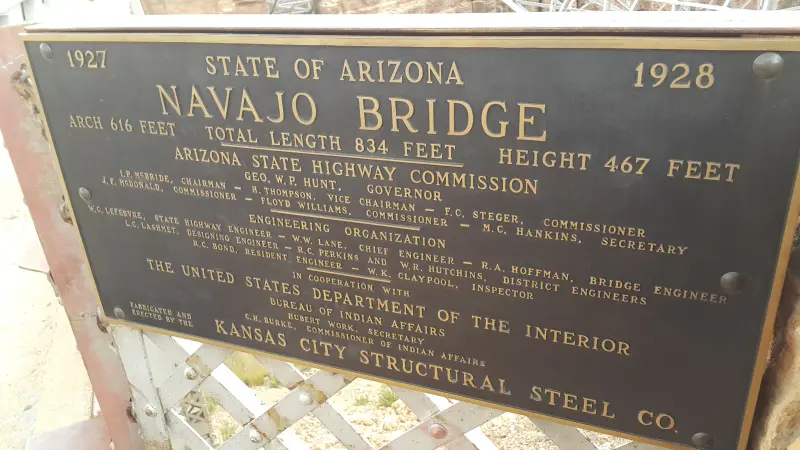 1927
STATE OF ARIZONA
1928
NAVAJO BRIDGE
ARCH 616 FEET
TOTAL LENGTH 834 FEET
HEIGHT 467 FEET
ARIZONA STATE HIGHWAY COMMISSION
GEO. W.P. HUNT, GOVERNOR
I.P. McBRIDE, CHAIRMAN – H. THOMPSON, VICE CHAIRMAN – F.C. STEGER, COMMISSIONER
J.F. McDONALD, COMMISSIONER – FLOYD WILLIAMS, COMMISSIONER – M.C. HANKINS, SECRETARY
ENGINEERING ORGANIZATION
W.C. LEFEBVRE, STATE HIGHWAY ENGINEER – W.W. LANE, CHIEF ENGINEER – R.A. HOFFMAN, BRIDGE ENGINEER
L.C. LASHMET, DESIGNING ENGINEER – R.C. PERKINS AND W.R. HUTCHINS, DISTRICT ENGINEERS
R.C. BOND, RESIDENT ENGINEER – W.K. CLAYPOOL, INSPECTOR
IN COOPERATION WITH
THE UNITED STATES DEPARTMENT OF THE INTERIOR
BUREAU OF INDIAN AFFAIRS
HUBERT WORK, SECRETARY
C.H. BURKE, COMMISSIONER OF INDIAN AFFAIRS
FABRICATED AND
ERECTED BY THE
KANSAS CITY STRUCTURAL STEEL CO.